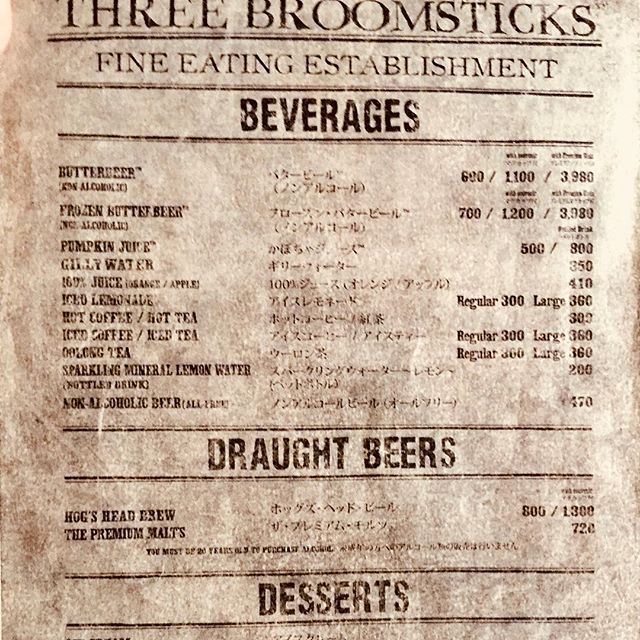 THREE BROOMSTICKS
FINE EATING ESTABLISHMENT
BEVERAGES
with souvenir with Premium Mug
BUTTERBEER™ バタービール™ 600 / 1,100 / 3,980
(NON ALCOHOLIC) (ノンアルコール)
with souvenir with Premium Mug
FROZEN BUTTERBEER™ フローズン・バタービール™ 700 / 1,200 / 3,980
(NON ALCOHOLIC) (ノンアルコール)
Bottled Drink
PUMPKIN JUICE™ かぼちゃジュース™ 500 / 800
GILLY WATER ギリーウォーター 350
100% JUICE (ORANGE / APPLE) 100%ジュース (オレンジ / アップル) 410
ICED LEMONADE アイスレモネード Regular 300 Large 360
HOT COFFEE / HOT TEA ホットコーヒー / 紅茶 300
ICED COFFEE / ICED TEA アイスコーヒー / アイスティー Regular 300 Large 360
OOLONG TEA ウーロン茶 Regular 300 Large 360
SPARKLING MINERAL LEMON WATER スパークリングウォーター～レモン～ 200
(BOTTLED DRINK) (ペットボトル)
NON-ALCOHOLIC BEER (ALL-FREE) ノンアルコールビール (オールフリー) 470
DRAUGHT BEERS
with souvenir
HOG'S HEAD BREW ホッグズ・ヘッド・ビール 800 / 1,300
THE PREMIUM MALT'S ザ・プレミアム・モルツ 720
YOU MUST BE 20 YEARS OLD TO PURCHASE ALCOHOL. 未成年の方へのアルコール類の販売は行いません
DESSERTS
アイスクリーム